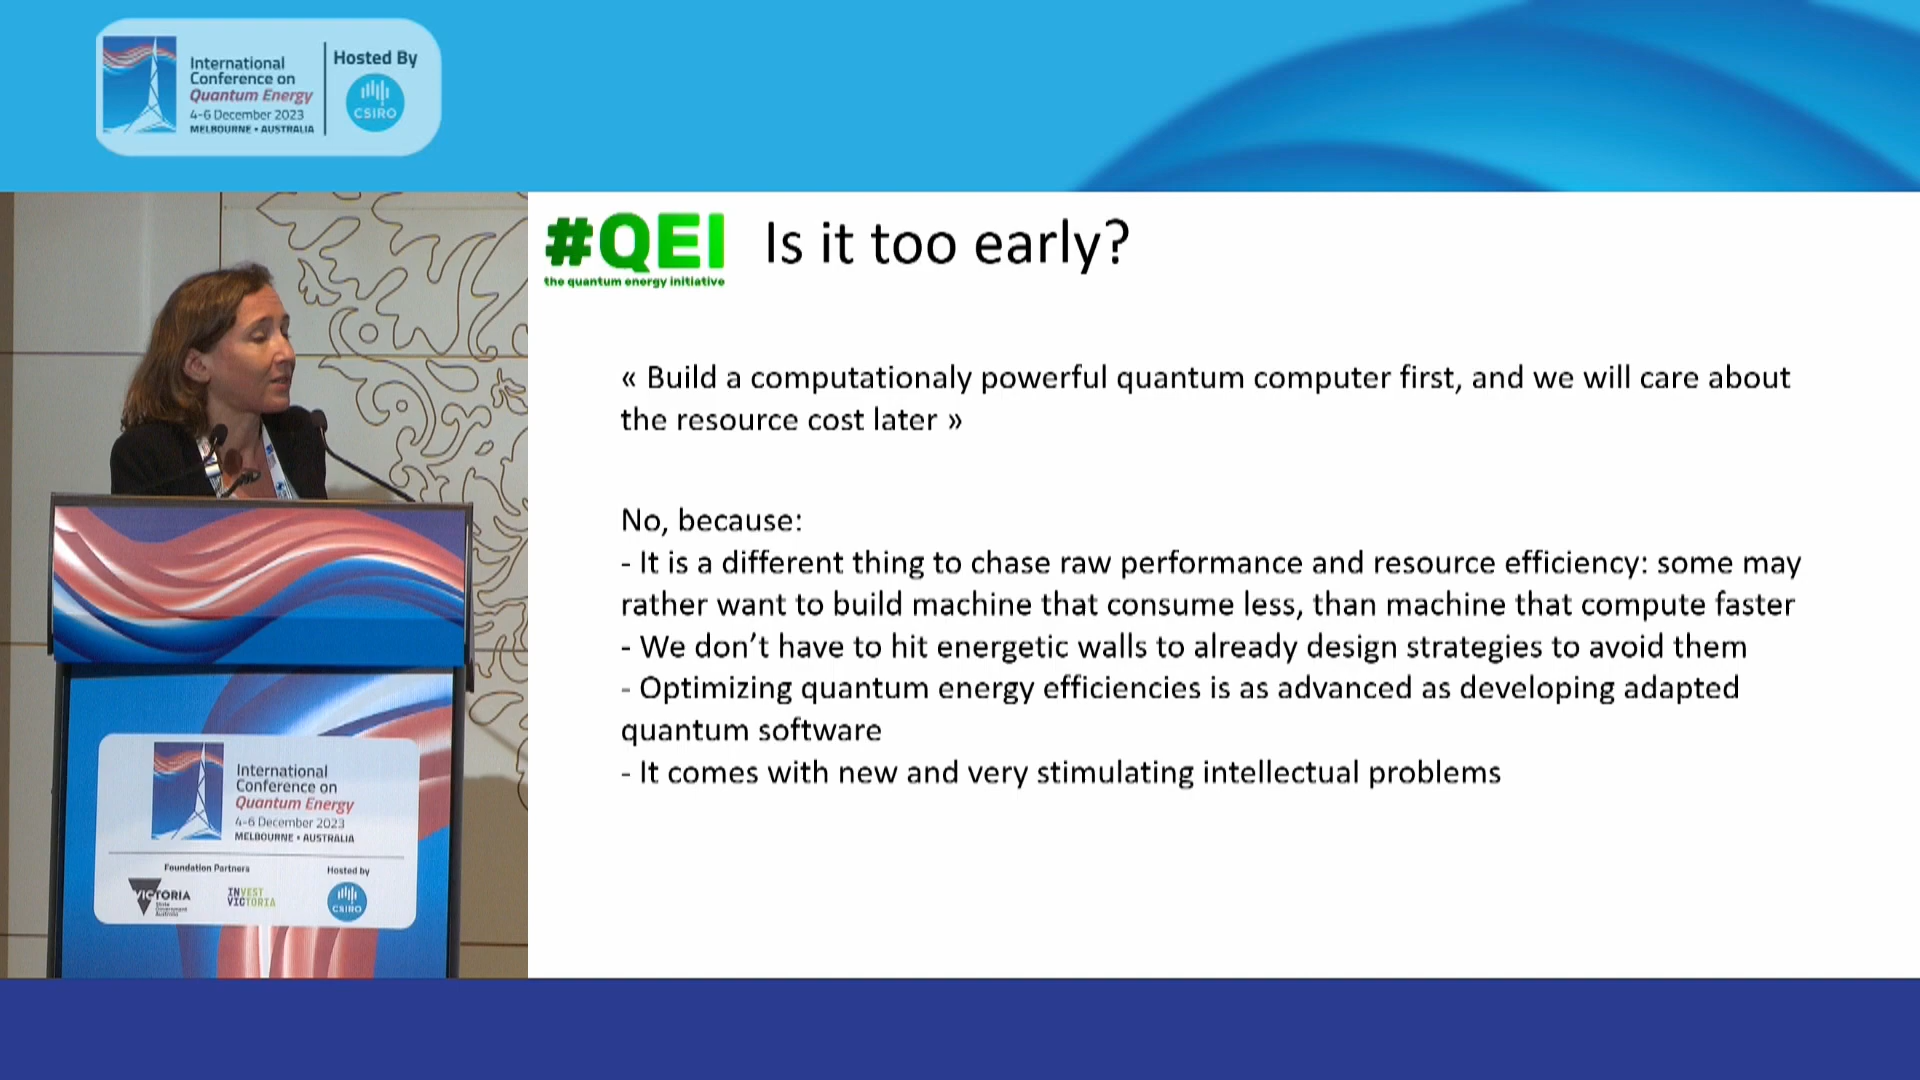 International
Conference on
Quantum Energy
4-6 December 2023
MELBOURNE • AUSTRALIA
Hosted By
CSIRO
#QEI
the quantum energy initiative
Is it too early?
« Build a computationaly powerful quantum computer first, and we will care about
the resource cost later »
No, because:
- It is a different thing to chase raw performance and resource efficiency: some may
rather want to build machine that consume less, than machine that compute faster
- We don't have to hit energetic walls to already design strategies to avoid them
- Optimizing quantum energy efficiencies is as advanced as developing adapted
quantum software
- It comes with new and very stimulating intellectual problems
International
Conference on
Quantum Energy
4-6 December 2023
MELBOURNE • AUSTRALIA
Foundation Partners
VICTORIA
State
Government
Australia
INVEST
VICTORIA
Hosted by
CSIRO